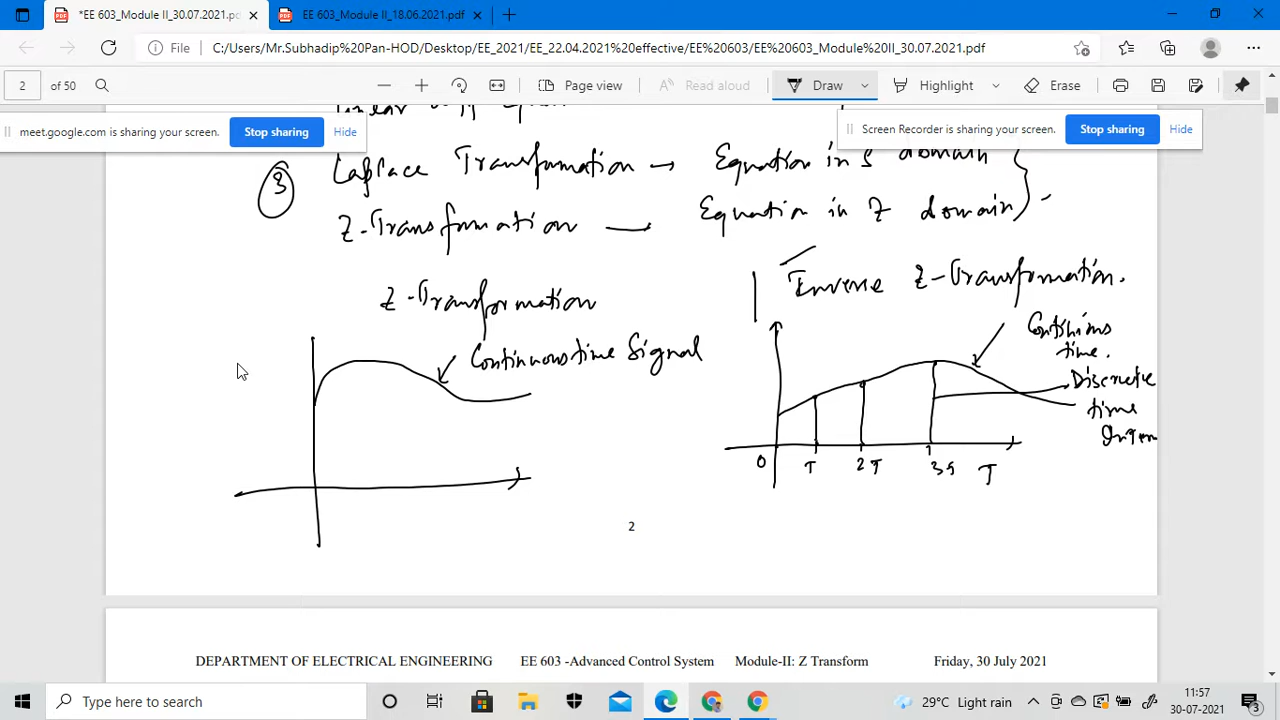 *EE 603_Module II_30.07.2021.pdf
EE 603_Module II_18.06.2021.pdf
File
C:/Users/Mr.Subhadip%20Pan-HOD/Desktop/EE_2021/EE_22.04.2021%20effective/EE%20603/EE%20603_Module%20II_30.07.2021.pdf
2 of 50
Page view
Read aloud
Draw
Highlight
Erase
meet.google.com is sharing your screen. Stop sharing Hide
Screen Recorder is sharing your screen. Stop sharing Hide
3 Laplace Transformation → Equation in s domain
Z-Transformation — Equation in Z domain
Z-Transformation
Inverse Z-Transformation.
Continuous time Signal
time.
Discrete
time
0 T 2T T
2
DEPARTMENT OF ELECTRICAL ENGINEERING EE 603 -Advanced Control System Module-II: Z Transform Friday, 30 July 2021
Type here to search
29°C Light rain
11:57
30-07-2021
3